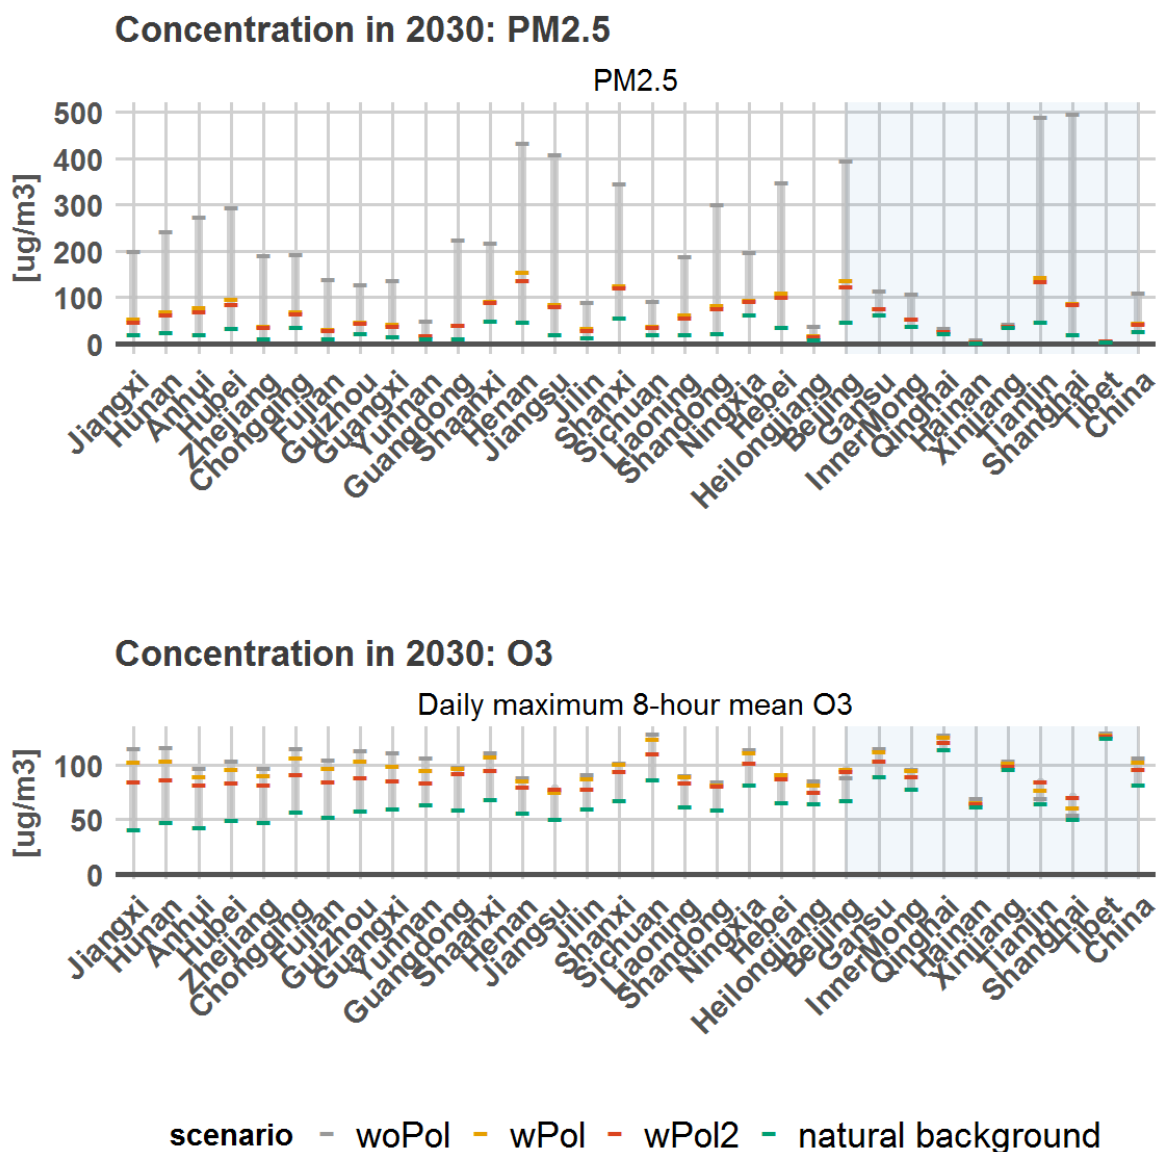 Concentration in 2030: PM2.5
PM2.5
[ug/m3]
500
400
300
200
100
0
Jiangxi
Hunan
Anhui
Hubei
Zhejiang
Chongqing
Fujian
Guizhou
Guangxi
Yunnan
Guangdong
Shaanxi
Henan
Jiangsu
Jilin
Shanxi
Sichuan
Liaoning
Shandong
Ningxia
Hebei
Heilongjiang
Beijing
Gansu
InnerMong
Qinghai
Hainan
Xinjiang
Tianjin
Shanghai
Tibet
China
Concentration in 2030: O3
Daily maximum 8-hour mean O3
[ug/m3]
100
50
0
Jiangxi
Hunan
Anhui
Hubei
Zhejiang
Chongqing
Fujian
Guizhou
Guangxi
Yunnan
Guangdong
Shaanxi
Henan
Jiangsu
Jilin
Shanxi
Sichuan
Liaoning
Shandong
Ningxia
Hebei
Heilongjiang
Beijing
Gansu
InnerMong
Qinghai
Hainan
Xinjiang
Tianjin
Shanghai
Tibet
China
scenario woPol wPol wPol2 natural background